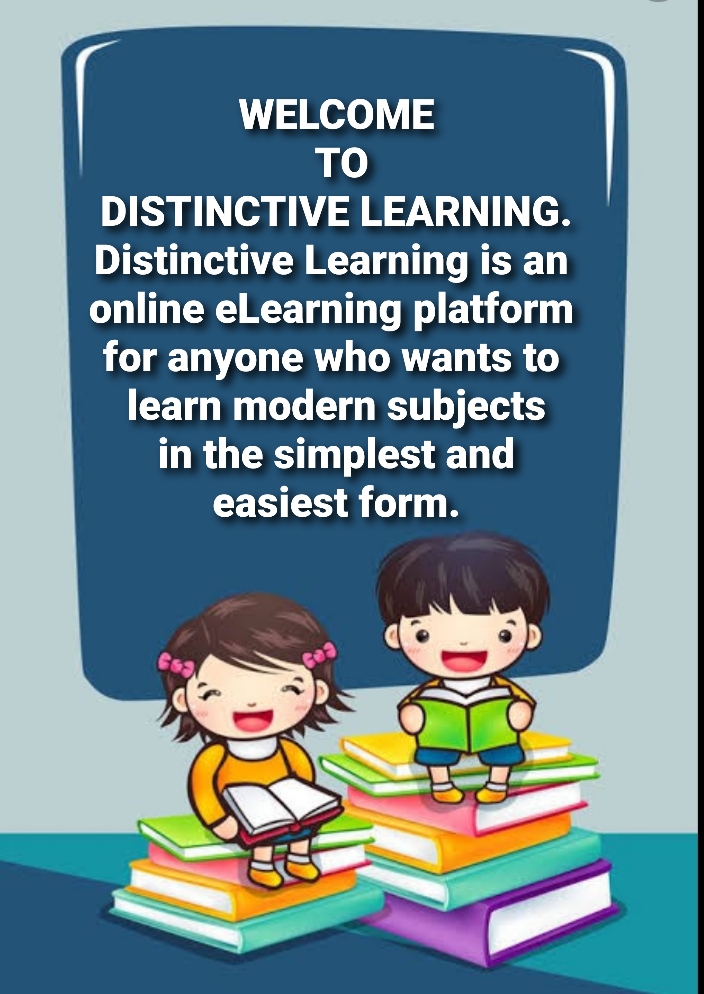 WELCOME
TO
DISTINCTIVE LEARNING.
Distinctive Learning is an
online eLearning platform
for anyone who wants to
learn modern subjects
in the simplest and
easiest form.